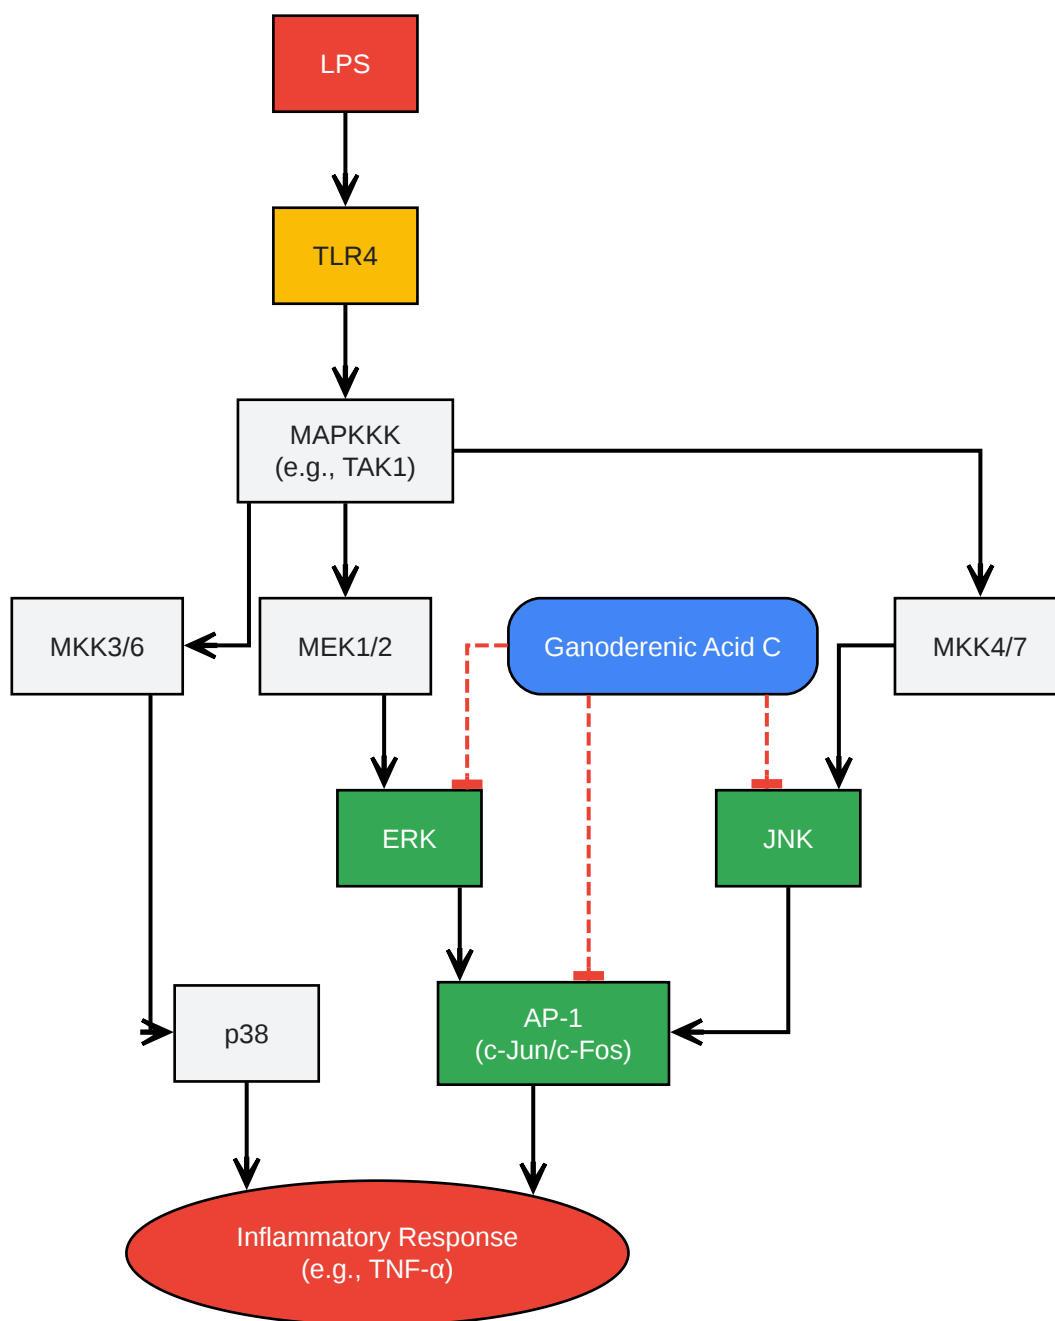 LPS
TLR4
MAPKKK
(e.g., TAK1)
MKK3/6
MEK1/2
Ganoderenic Acid C
MKK4/7
ERK
JNK
AP-1
(c-Jun/c-Fos)
p38
Inflammatory Response
(e.g., TNF-α)